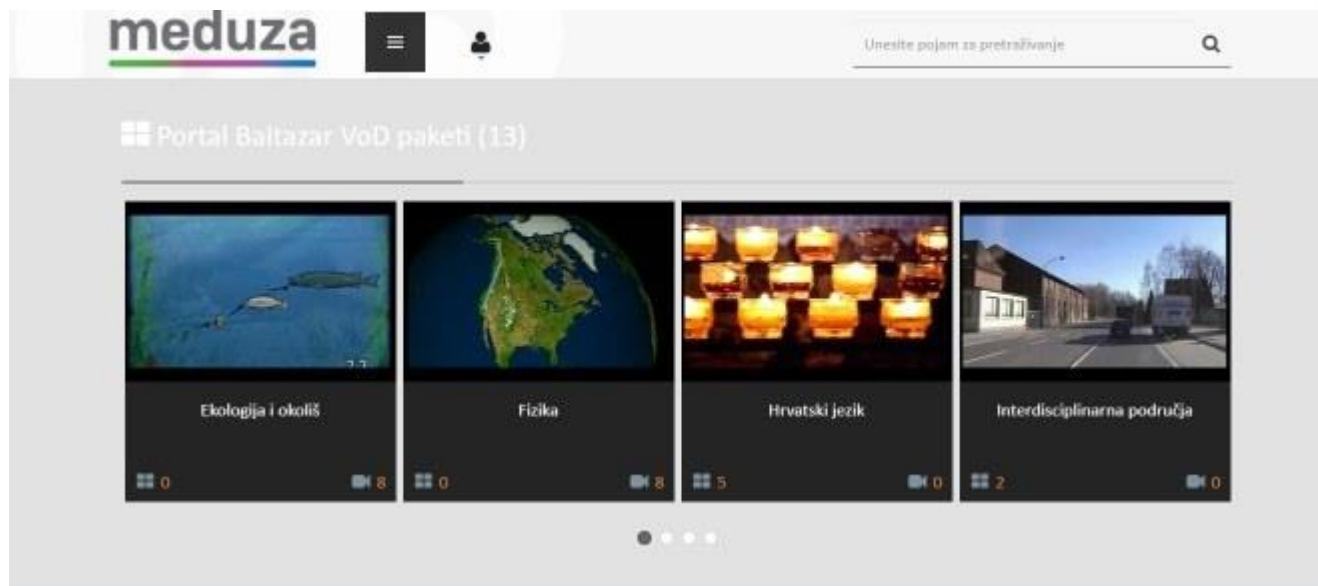 meduza
Unesite pojam za pretraživanje
Portal Baltazar VoD paketi (13)
Ekologija i okoliš
Fizika
Hrvatski jezik
Interdisciplinarna područja
0 8 0 8 5 0 2 0